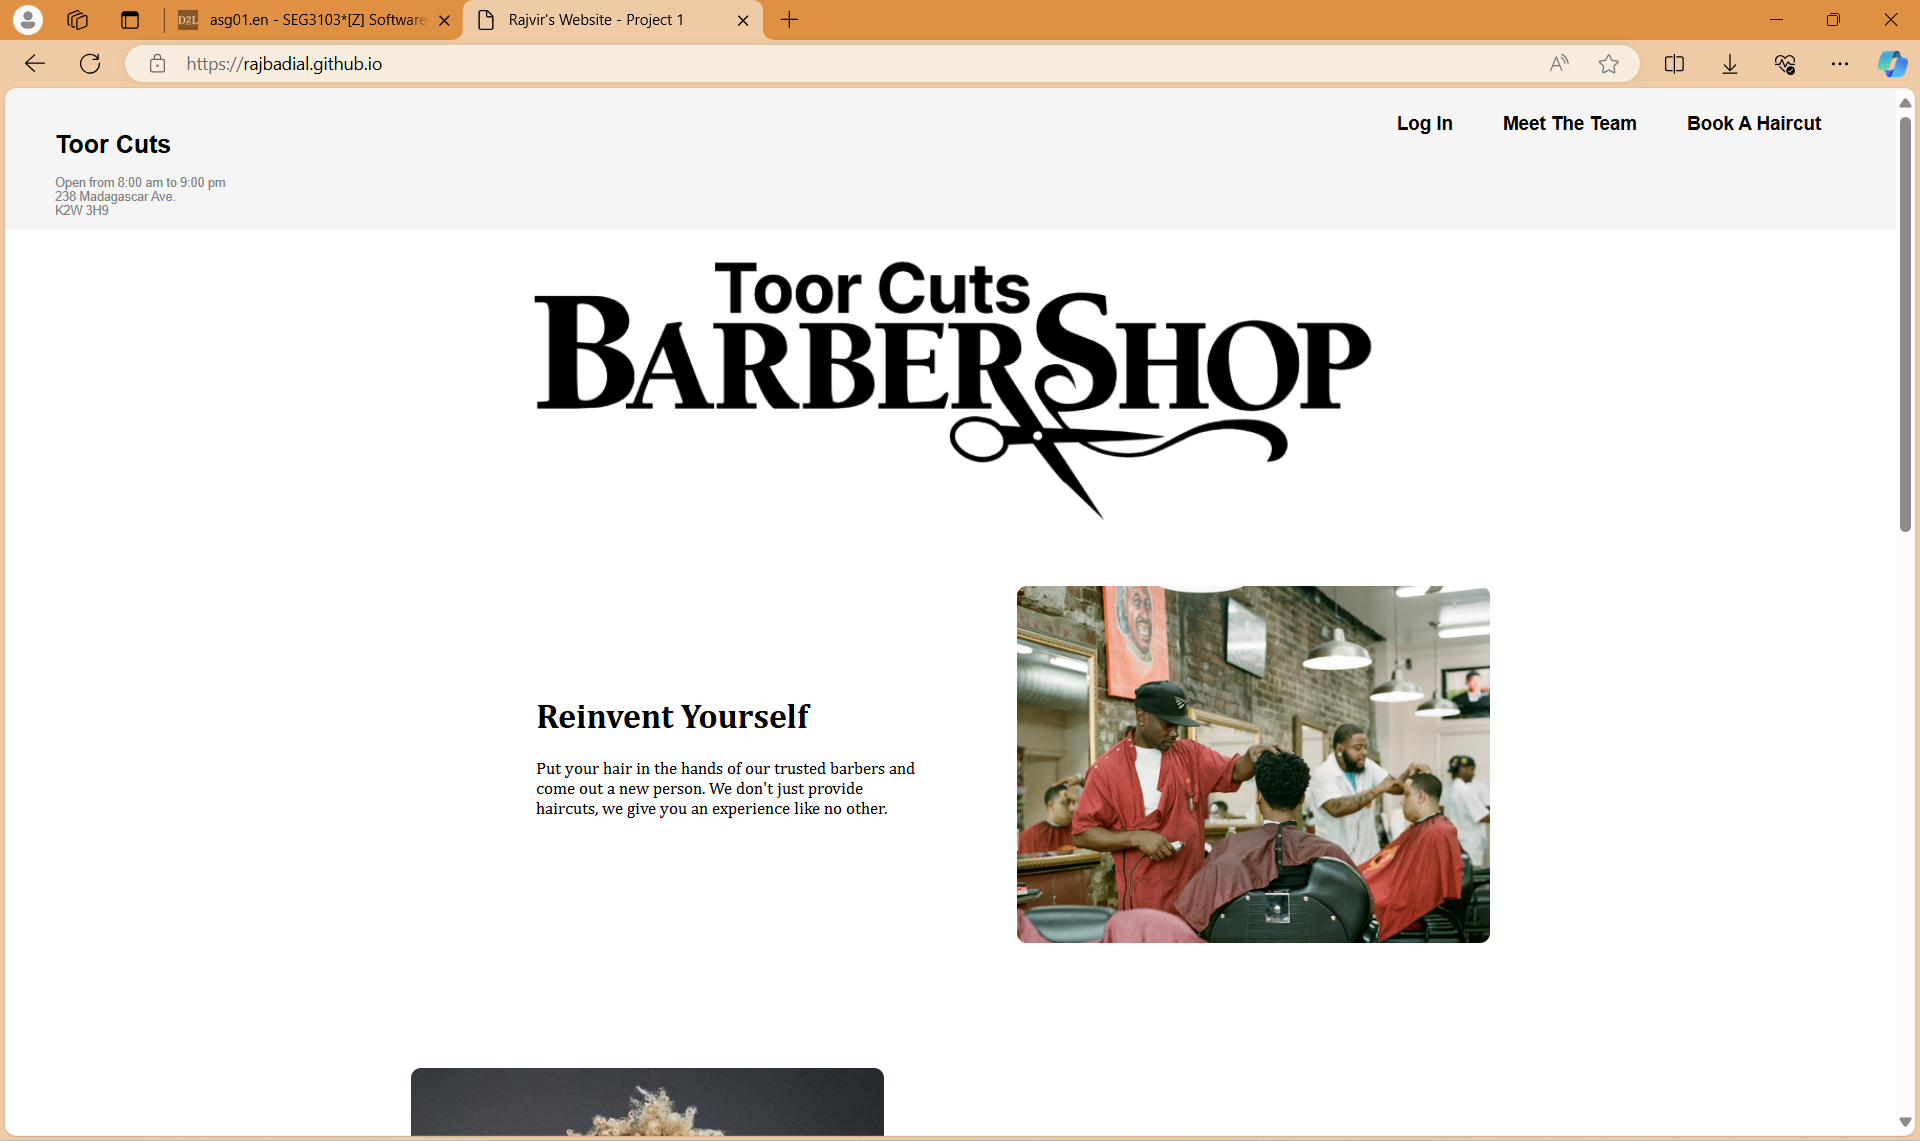 asg01.en - SEG3103*[Z] Software
Rajvir's Website - Project 1
https://rajbadial.github.io
Log In
Meet The Team
Book A Haircut
Toor Cuts
Open from 8:00 am to 9:00 pm
238 Madagascar Ave.
K2W 3H9
Toor Cuts
BARBERSHOP
Reinvent Yourself
Put your hair in the hands of our trusted barbers and
come out a new person. We don't just provide
haircuts, we give you an experience like no other.